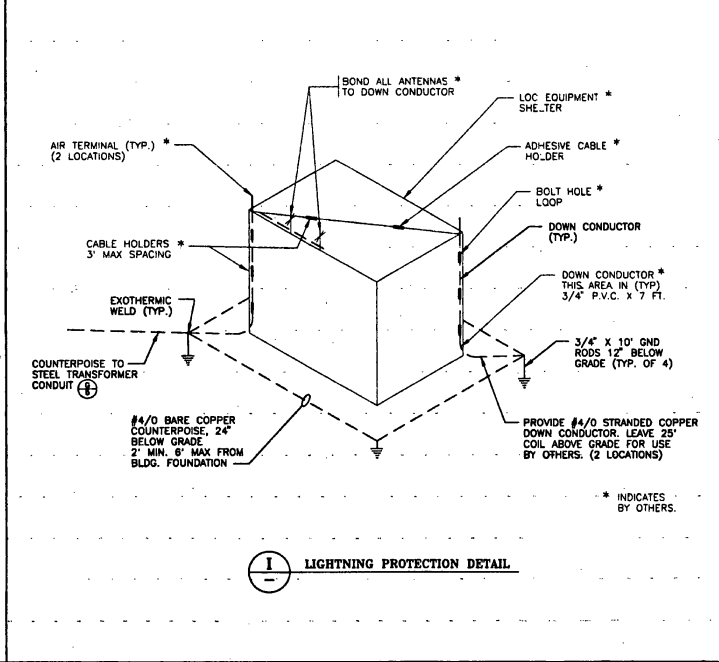 BOND ALL ANTENNAS *
TO DOWN CONDUCTOR
LOC EQUIPMENT *
SHELTER
AIR TERMINAL (TYP.) *
(2 LOCATIONS)
ADHESIVE CABLE *
HOLDER
BOLT HOLE *
LOOP
DOWN CONDUCTOR
(TYP.)
CABLE HOLDERS *
3' MAX SPACING
DOWN CONDUCTOR *
THIS AREA IN (TYP)
3/4" P.V.C. X 7 FT.
EXOTHERMIC
WELD (TYP.)
3/4" X 10' GND
RODS 12" BELOW
GRADE (TYP. OF 4)
COUNTERPOISE TO
STEEL TRANSFORMER
CONDUIT
#4/0 BARE COPPER
COUNTERPOISE, 24"
BELOW GRADE
2' MIN. 6' MAX FROM
BLDG. FOUNDATION
PROVIDE #4/0 STRANDED COPPER
DOWN CONDUCTOR. LEAVE 25'
COIL ABOVE GRADE FOR USE
BY OTHERS. (2 LOCATIONS)
* INDICATES
BY OTHERS.
I
–
LIGHTNING PROTECTION DETAIL